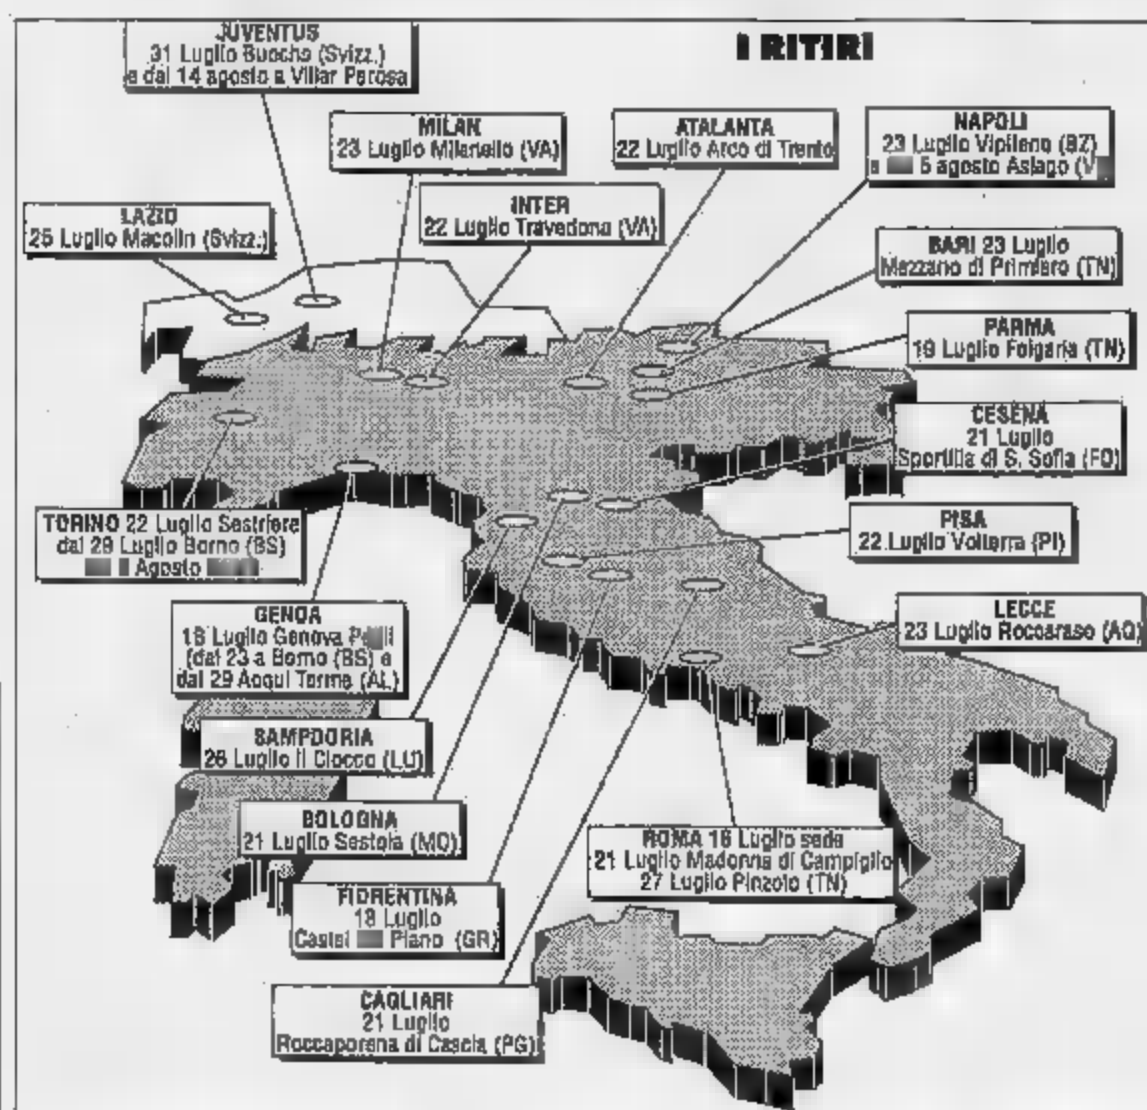 I RITIRI
JUVENTUS
31 Luglio Buochs (Svizz.)
e dal 14 agosto a Villar Perosa
MILAN
23 Luglio Milanello (VA)
ATALANTA
22 Luglio Arco di Trento
NAPOLI
23 Luglio Vipiteno (BZ)
5 agosto Asiago (V
LAZIO
25 Luglio Macolin (Svizz.)
INTER
22 Luglio Travedona (VA)
BARI 23 Luglio
Mezzano di Primiero (TN)
PARMA
19 Luglio Folgaria (TN)
CESENA
21 Luglio
Sportilia di S. Sofia (FO)
TORINO 22 Luglio Sestriere
dal 29 Luglio Borno (BS)
Agosto
PISA
22 Luglio Volterra (PI)
GENOA
18 Luglio Genova
(dal 23 a Borno (BS) e
dal 29 Acqui Terme (AL)
LECCE
23 Luglio Roccaraso (AQ)
SAMPDORIA
26 Luglio Il Ciocco (LU)
BOLOGNA
21 Luglio Sestola (MO)
ROMA 16 Luglio sede
21 Luglio Madonna di Campiglio
27 Luglio Pinzolo (TN)
FIORENTINA
18 Luglio
Castel Piano (GR)
CAGLIARI
21 Luglio
Roccaporena di Cascia (PG)